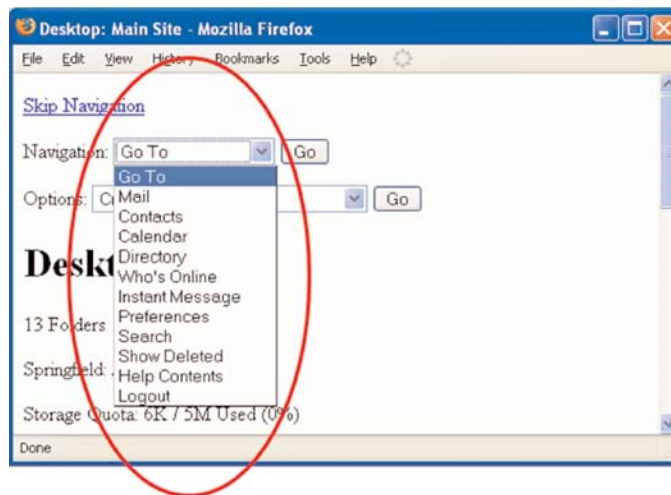 Desktop: Main Site - Mozilla Firefox
File Edit View History Bookmarks Tools Help
Skip Navigation
Navigation: Go To Go
Go To
Options: Go
Mail
Contacts
Calendar
Directory
Who's Online
Instant Message
Preferences
13 Folders
Search
Show Deleted
Springfield:
Help Contents
Logout
Storage Quota: 6K / 5M Used (0%)
Done